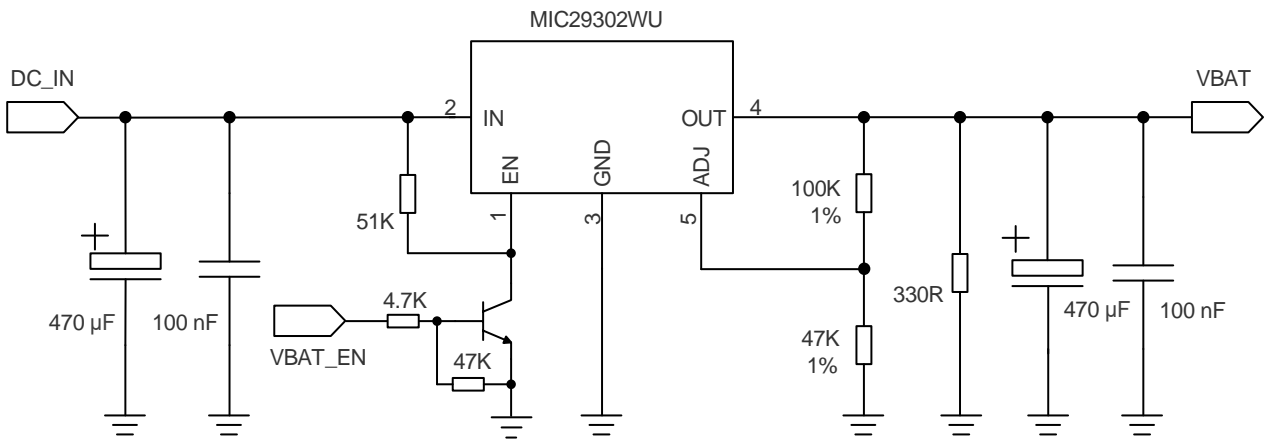 MIC29302WU
DC_IN
VBAT
2
IN
OUT
4
EN
GND
ADJ
1
3
5
51K
100K
1%
470 µF
100 nF
4.7K
VBAT_EN
47K
330R
470 µF
100 nF
47K
1%